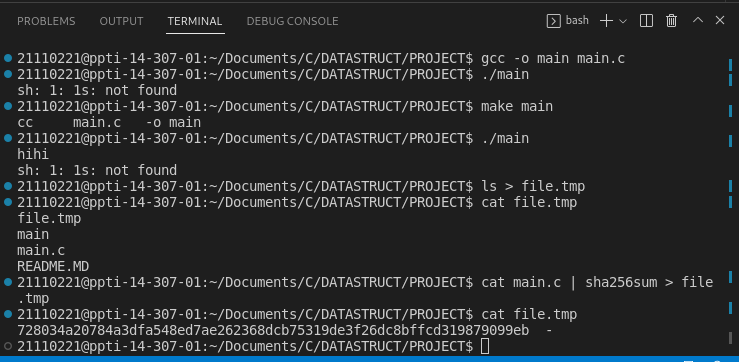 PROBLEMS OUTPUT TERMINAL DEBUG CONSOLE bash
21110221@ppti-14-307-01:~/Documents/C/DATASTRUCT/PROJECT$ gcc -o main main.c
21110221@ppti-14-307-01:~/Documents/C/DATASTRUCT/PROJECT$ ./main
sh: 1: 1s: not found
21110221@ppti-14-307-01:~/Documents/C/DATASTRUCT/PROJECT$ make main
cc     main.c   -o main
21110221@ppti-14-307-01:~/Documents/C/DATASTRUCT/PROJECT$ ./main
hihi
sh: 1: 1s: not found
21110221@ppti-14-307-01:~/Documents/C/DATASTRUCT/PROJECT$ ls > file.tmp
21110221@ppti-14-307-01:~/Documents/C/DATASTRUCT/PROJECT$ cat file.tmp
file.tmp
main
main.c
README.MD
21110221@ppti-14-307-01:~/Documents/C/DATASTRUCT/PROJECT$ cat main.c | sha256sum > file
.tmp
21110221@ppti-14-307-01:~/Documents/C/DATASTRUCT/PROJECT$ cat file.tmp
728034a20784a3dfa548ed7ae262368dcb75319de3f26dc8bffcd319879099eb  -
21110221@ppti-14-307-01:~/Documents/C/DATASTRUCT/PROJECT$